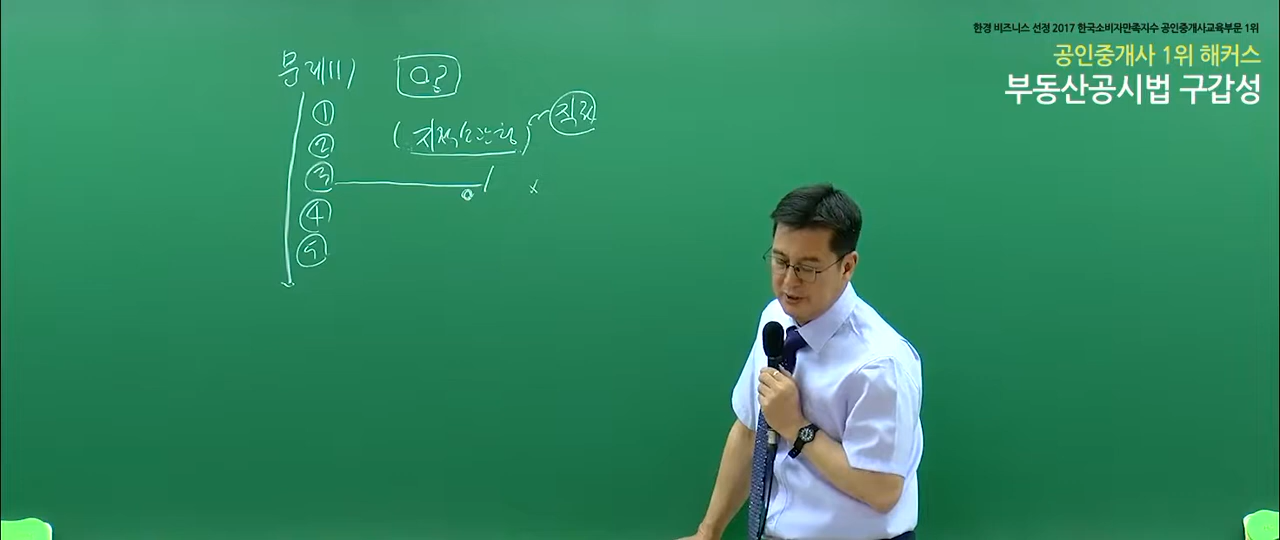 한경 비즈니스 선정 2017 한국소비자만족지수 공인중개사교육부문 1위
공인중개사 1위 해커스
부동산공시법 구갑성
문제11) Q?
①
(지적소관청) 직권
②
③ ×
④
⑤